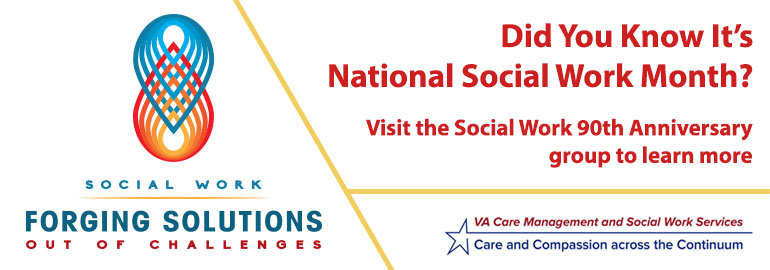 Did You Know It's
National Social Work Month?
Visit the Social Work 90th Anniversary
group to learn more
SOCIAL WORK
FORGING SOLUTIONS
OUT OF CHALLENGES
VA Care Management and Social Work Services
Care and Compassion across the Continuum